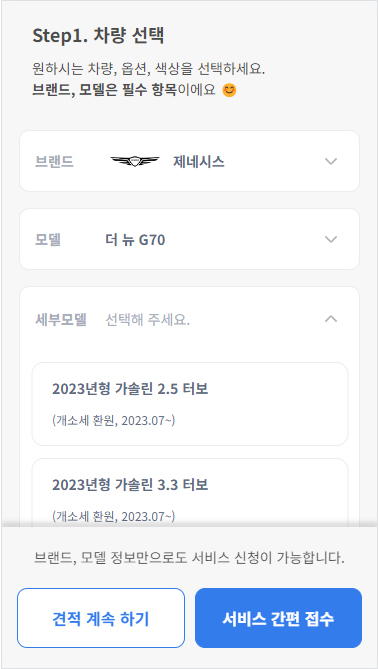 Step1. 차량 선택
원하시는 차량, 옵션, 색상을 선택하세요.
브랜드, 모델은 필수 항목이에요 😊
브랜드 제네시스
모델 더 뉴 G70
세부모델 선택해 주세요.
2023년형 가솔린 2.5 터보
(개소세 환원, 2023.07~)
2023년형 가솔린 3.3 터보
(개소세 환원, 2023.07~)
브랜드, 모델 정보만으로도 서비스 신청이 가능합니다.
견적 계속 하기 서비스 간편 접수